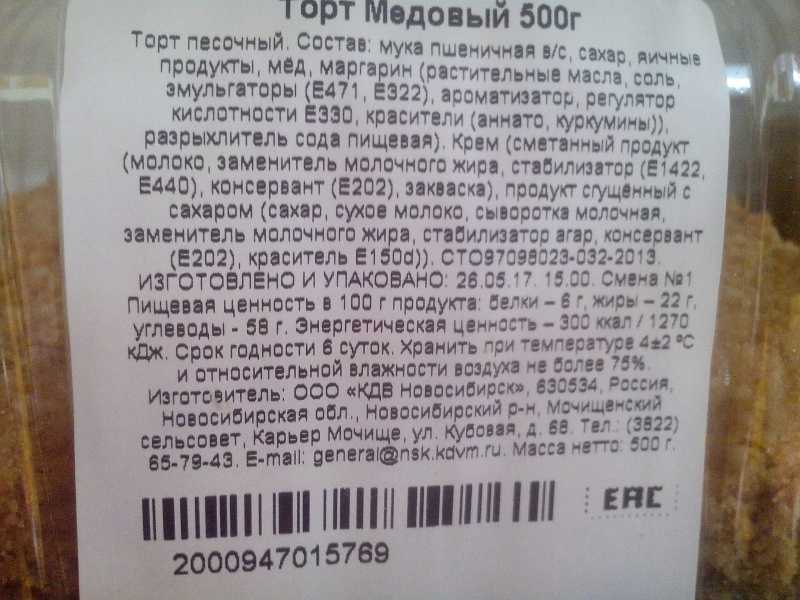 Торт Медовый 500г
Торт песочный. Состав: мука пшеничная в/с, сахар, яичные
продукты, мёд, маргарин (растительные масла, соль,
эмульгаторы (Е471, Е322), ароматизатор, регулятор
кислотности Е330, красители (аннато, куркумины)),
разрыхлитель сода пищевая). Крем (сметанный продукт
(молоко, заменитель молочного жира, стабилизатор (Е1422,
Е440), консервант (Е202), закваска), продукт сгущённый с
сахаром (сахар, сухое молоко, сыворотка молочная,
заменитель молочного жира, стабилизатор агар, консервант
(Е202), краситель Е150d)). СТО97096023-032-2013.
ИЗГОТОВЛЕНО И УПАКОВАНО: 26.05.17. 15.00. Смена №1
Пищевая ценность в 100 г продукта: белки – 6 г, жиры – 22 г,
углеводы - 58 г. Энергетическая ценность – 300 ккал / 1270
кДж. Срок годности 6 суток. Хранить при температуре 4±2 ºС
и относительной влажности воздуха не более 75%.
Изготовитель: ООО «КДВ Новосибирск», 630534, Россия,
Новосибирская обл., Новосибирский р-н, Мочищенский
сельсовет, Карьер Мочище, ул. Кубовая, д. 68. Тел.: (3822)
65-79-43. E-mail: general@nsk.kdvm.ru. Масса нетто: 500 г.
EAC
2000947015769